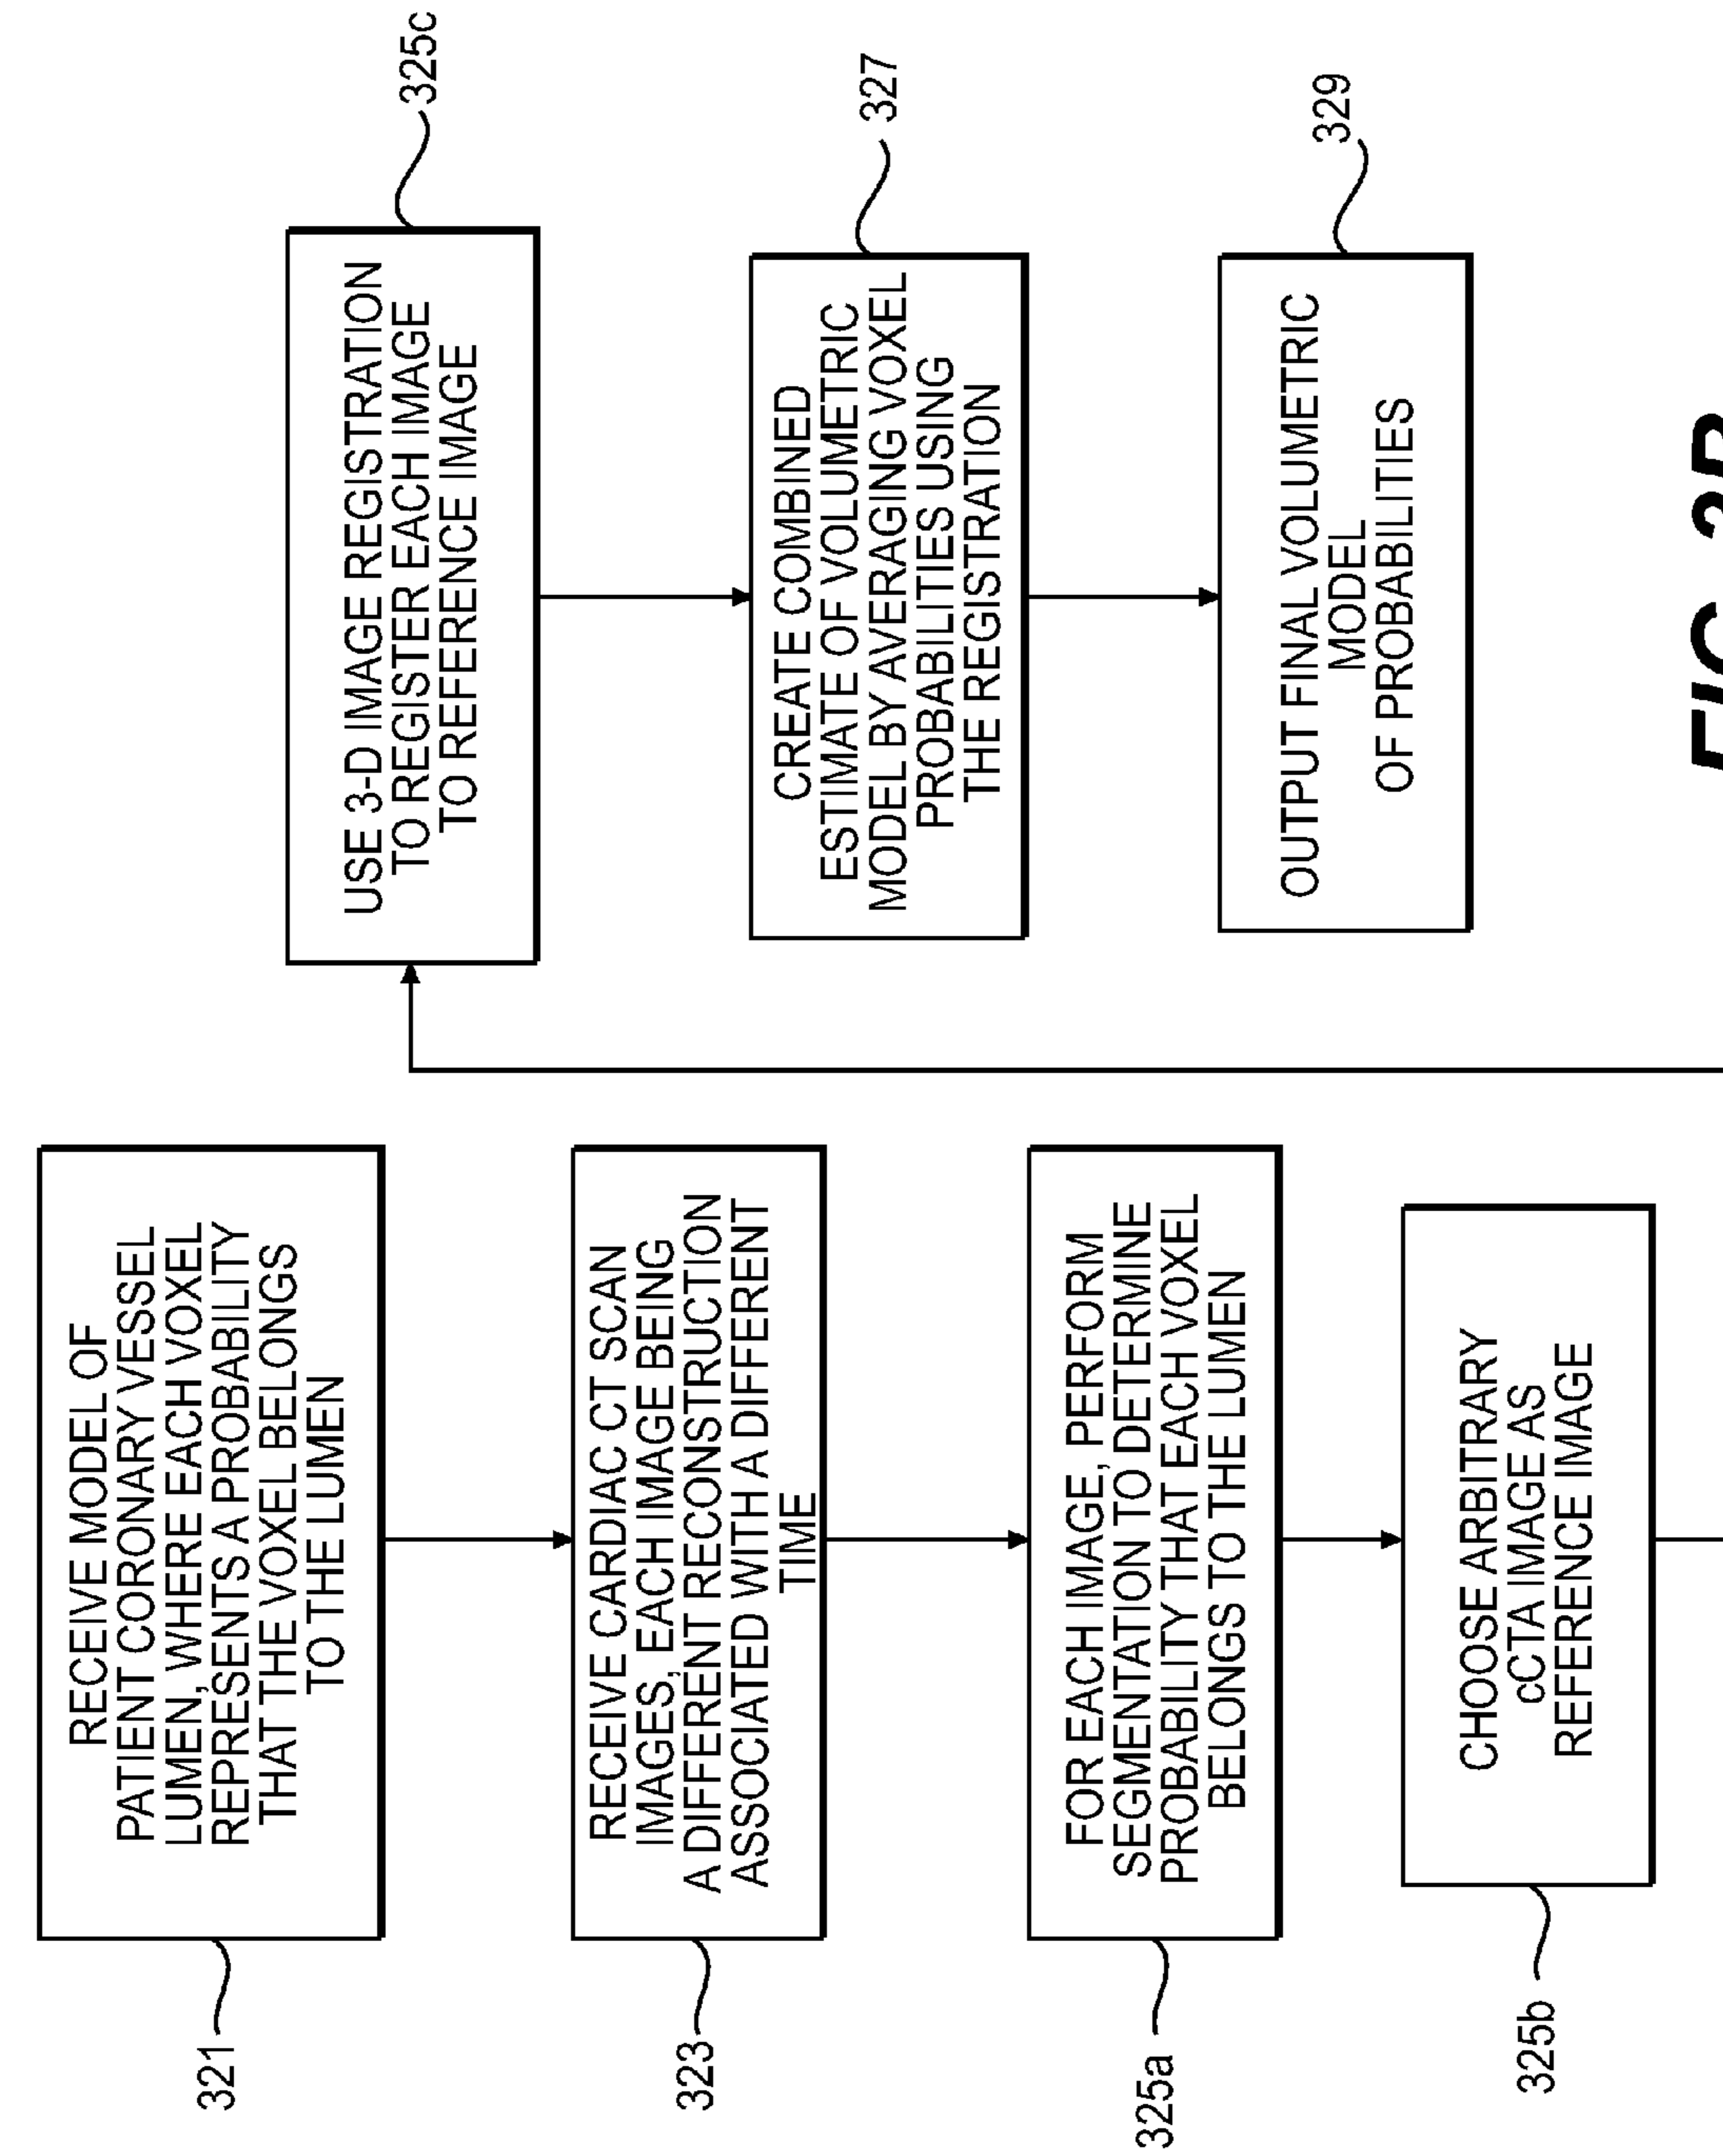 321
RECEIVE MODEL OF
PATIENT CORONARY VESSEL
LUMEN, WHERE EACH VOXEL
REPRESENTS A PROBABILITY
THAT THE VOXEL BELONGS
TO THE LUMEN
323
RECEIVE CARDIAC CT SCAN
IMAGES, EACH IMAGE BEING
A DIFFERENT RECONSTRUCTION
ASSOCIATED WITH A DIFFERENT
TIME
325a
FOR EACH IMAGE, PERFORM
SEGMENTATION TO DETERMINE
PROBABILITY THAT EACH VOXEL
BELONGS TO THE LUMEN
325b
CHOOSE ARBITRARY
cCTA IMAGE AS
REFERENCE IMAGE
USE 3-D IMAGE REGISTRATION
TO REGISTER EACH IMAGE
TO REFERENCE IMAGE
325c
CREATE COMBINED
ESTIMATE OF VOLUMETRIC
MODEL BY AVERAGING VOXEL
PROBABILITIES USING
THE REGISTRATION
327
OUTPUT FINAL VOLUMETRIC
MODEL
OF PROBABILITIES
329